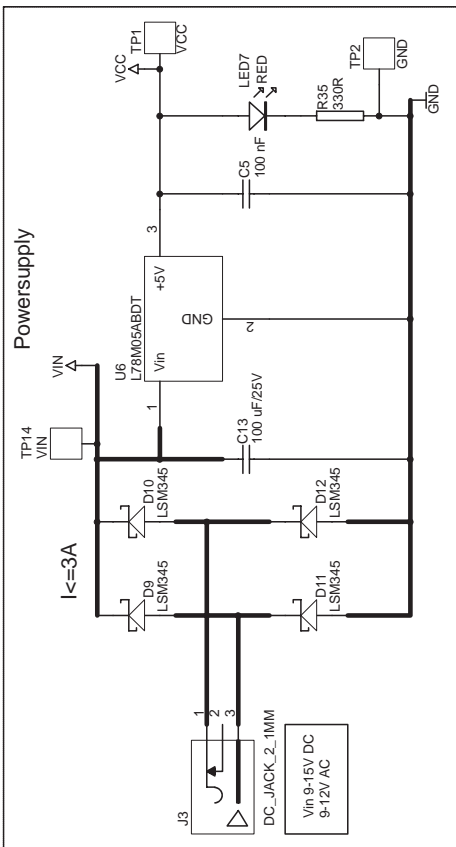 Powersupply
I<=3A
J3
DC_JACK_2_1MM
1
2
3
Vin 9-15V DC
9-12V AC
D9
LSM345
D10
LSM345
D11
LSM345
D12
LSM345
TP14
VIN
VIN
C13
100 uF/25V
U6
L78M05ABDT
1
Vin
GND
+5V
3
2
VCC
TP1
VCC
C5
100 nF
LED7
RED
R35
330R
TP2
GND
GND